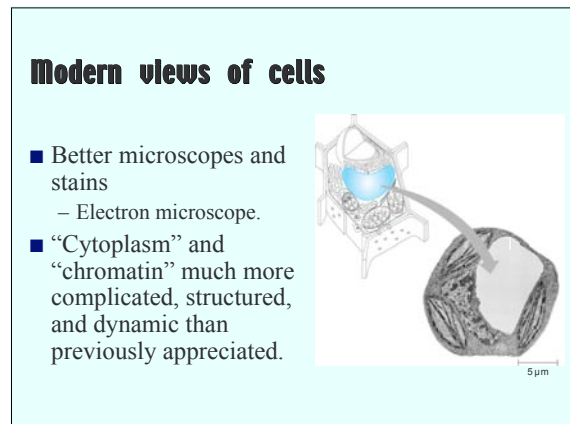 Modern views of cells
■ Better microscopes and
stains
– Electron microscope.
■ “Cytoplasm” and
“chromatin” much more
complicated, structured,
and dynamic than
previously appreciated.
5 µm